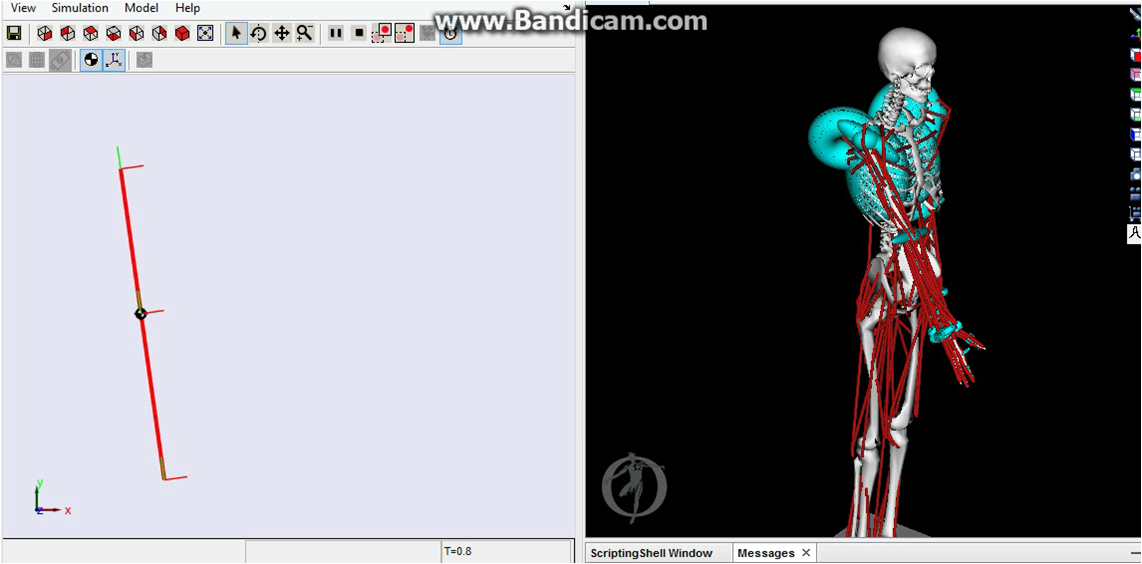 www.Bandicam.com
View Simulation Model Help
y
z x
T=0.8
ScriptingShell Window Messages